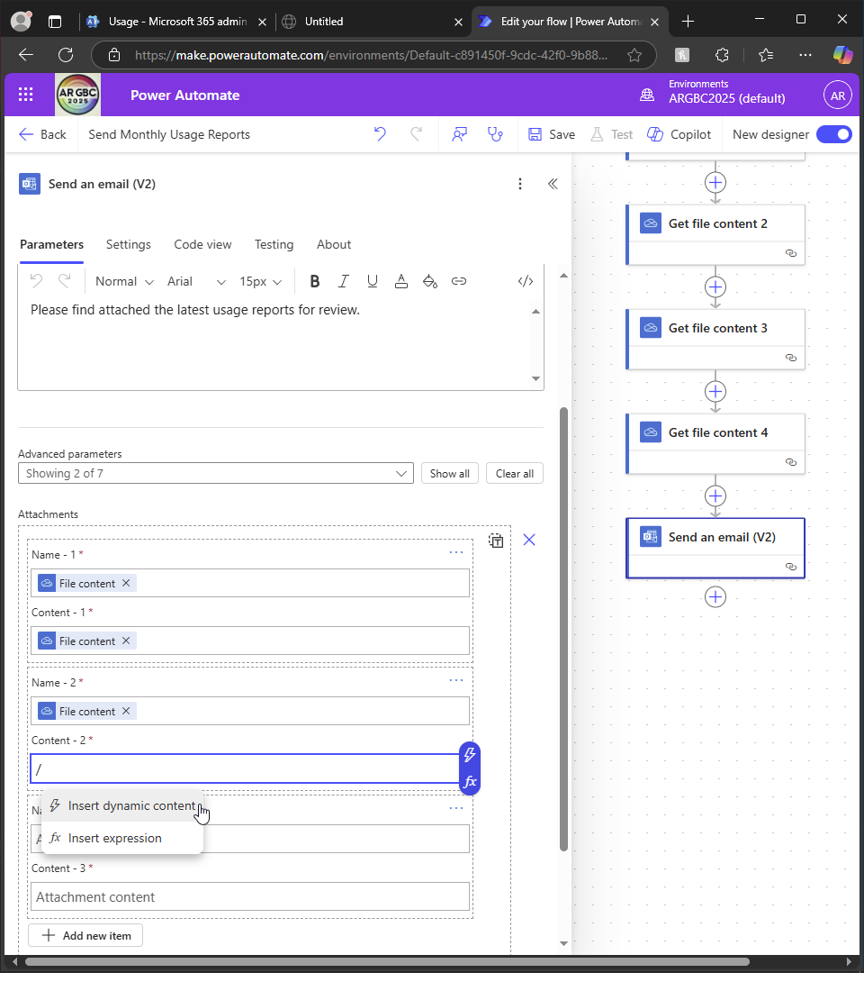 Usage - Microsoft 365 admin
Untitled
Edit your flow | Power Automa
https://make.powerautomate.com/environments/Default-c891450f-9cdc-42f0-9b88...
AR GBC
2025
Power Automate
Environments
ARGBC2025 (default)
AR
Back
Send Monthly Usage Reports
Save
Test
Copilot
New designer
Send an email (V2)
Parameters
Settings
Code view
Testing
About
Normal
Arial
15px
B
I
U
A
</>
Please find attached the latest usage reports for review.
Advanced parameters
Showing 2 of 7
Show all
Clear all
Attachments
Name - 1 *
File content
Content - 1 *
File content
Name - 2 *
File content
Content - 2 *
/
fx
Insert dynamic content
fx Insert expression
Content - 3 *
Attachment content
Add new item
Get file content 2
Get file content 3
Get file content 4
Send an email (V2)